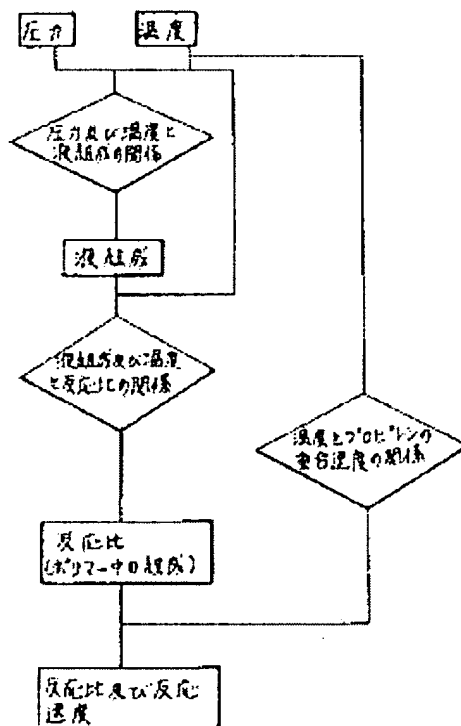 圧力
温度
圧力及び温度と
液組成の関係
液組成
液組成及び温度
と反応比の関係
温度とプロピレンの
重合速度の関係
反応比
(ポリマー中の組成)
反応比及び反応
速度